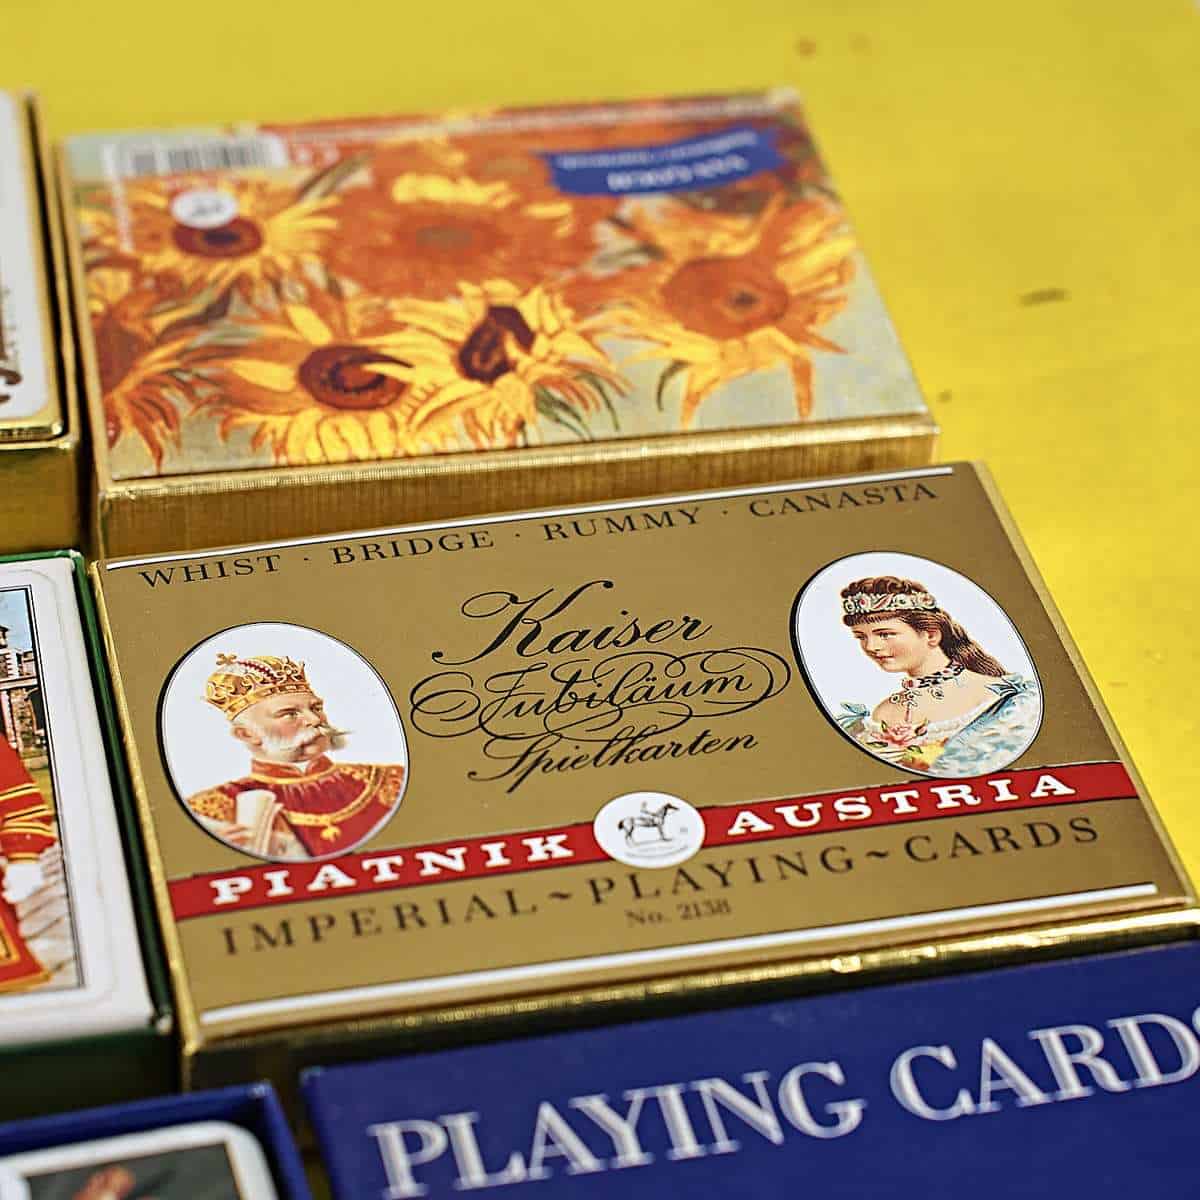 WHIST · BRIDGE · RUMMY · CANASTA
Kaiser
Jubiläum
Spielkarten
PIATNIK AUSTRIA
IMPERIAL~PLAYING~CARDS
No. 2138
PLAYING CARDS